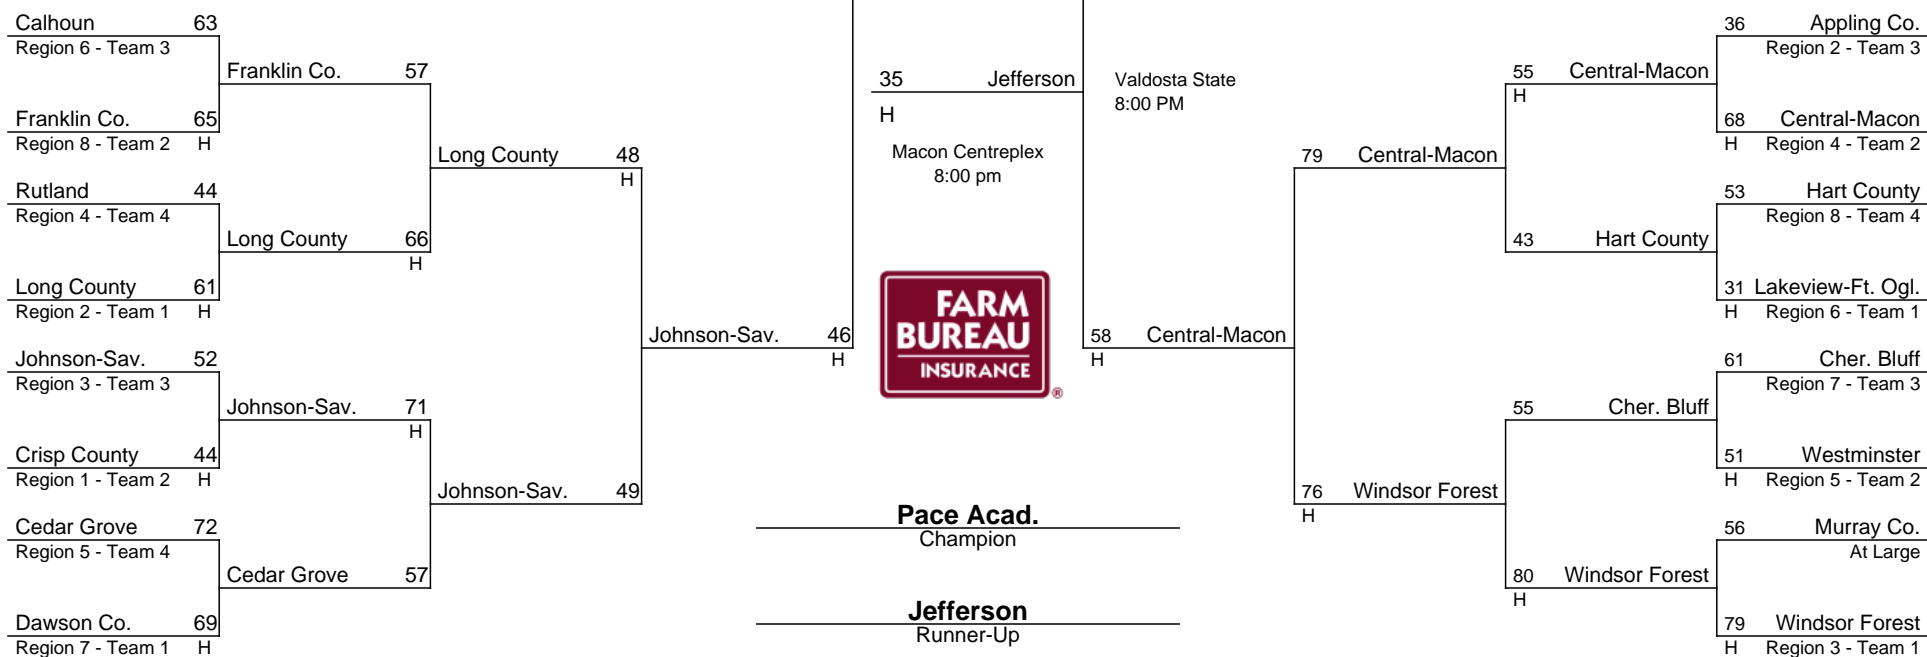 Calhoun 63
Region 6 - Team 3
Franklin Co. 57
Franklin Co. 65
Region 8 - Team 2 H
Long County 48
H
Rutland 44
Region 4 - Team 4
Long County 66
H
Long County 61
Region 2 - Team 1 H
Johnson-Sav. 46
H
Johnson-Sav. 52
Region 3 - Team 3
Johnson-Sav. 71
H
Crisp County 44
Region 1 - Team 2 H
Johnson-Sav. 49
Cedar Grove 72
Region 5 - Team 4
Cedar Grove 57
Dawson Co. 69
Region 7 - Team 1 H
35 Jefferson
H
Macon Centreplex
8:00 pm
Valdosta State
8:00 PM
FARM
BUREAU
INSURANCE
®
Pace Acad.
Champion
Jefferson
Runner-Up
58 Central-Macon
H
79 Central-Macon
76 Windsor Forest
H
55 Central-Macon
H
43 Hart County
55 Cher. Bluff
80 Windsor Forest
H
36 Appling Co.
Region 2 - Team 3
68 Central-Macon
H Region 4 - Team 2
53 Hart County
Region 8 - Team 4
31 Lakeview-Ft. Ogl.
H Region 6 - Team 1
61 Cher. Bluff
Region 7 - Team 3
51 Westminster
H Region 5 - Team 2
56 Murray Co.
At Large
79 Windsor Forest
H Region 3 - Team 1